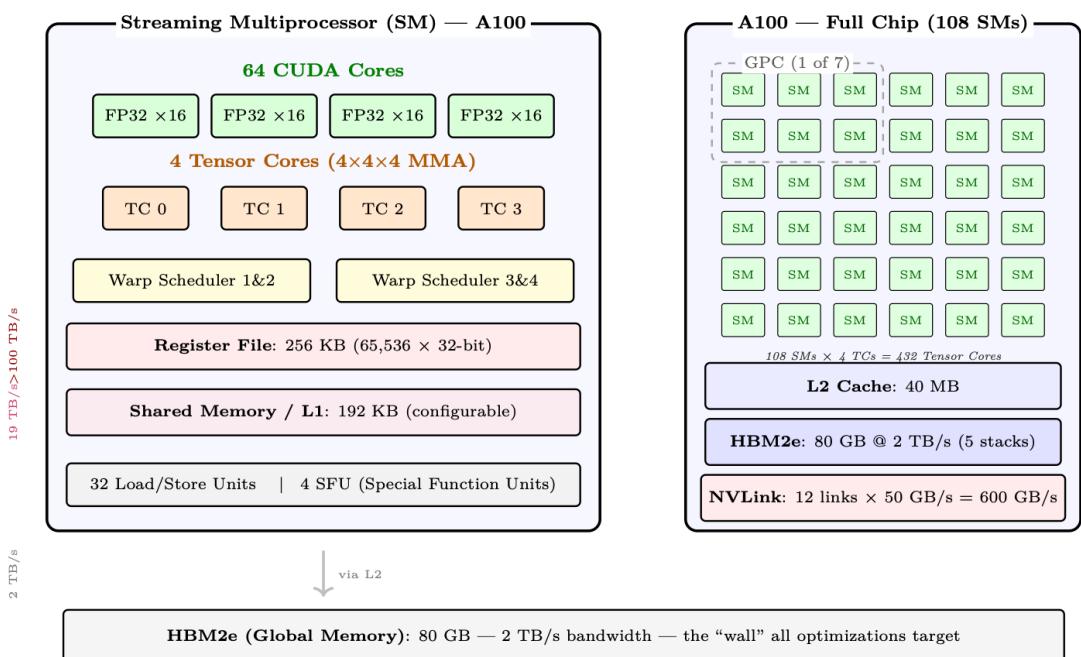 Streaming Multiprocessor (SM) — A100
64 CUDA Cores
FP32 ×16 FP32 ×16 FP32 ×16 FP32 ×16
4 Tensor Cores (4×4×4 MMA)
TC 0 TC 1 TC 2 TC 3
Warp Scheduler 1&2 Warp Scheduler 3&4
Register File: 256 KB (65,536 × 32-bit)
Shared Memory / L1: 192 KB (configurable)
32 Load/Store Units | 4 SFU (Special Function Units)
>100 TB/s
19 TB/s
2 TB/s
via L2
A100 — Full Chip (108 SMs)
GPC (1 of 7)
SM SM SM SM SM SM
SM SM SM SM SM SM
SM SM SM SM SM SM
SM SM SM SM SM SM
SM SM SM SM SM SM
SM SM SM SM SM SM
108 SMs × 4 TCs = 432 Tensor Cores
L2 Cache: 40 MB
HBM2e: 80 GB @ 2 TB/s (5 stacks)
NVLink: 12 links × 50 GB/s = 600 GB/s
HBM2e (Global Memory): 80 GB — 2 TB/s bandwidth — the “wall” all optimizations target